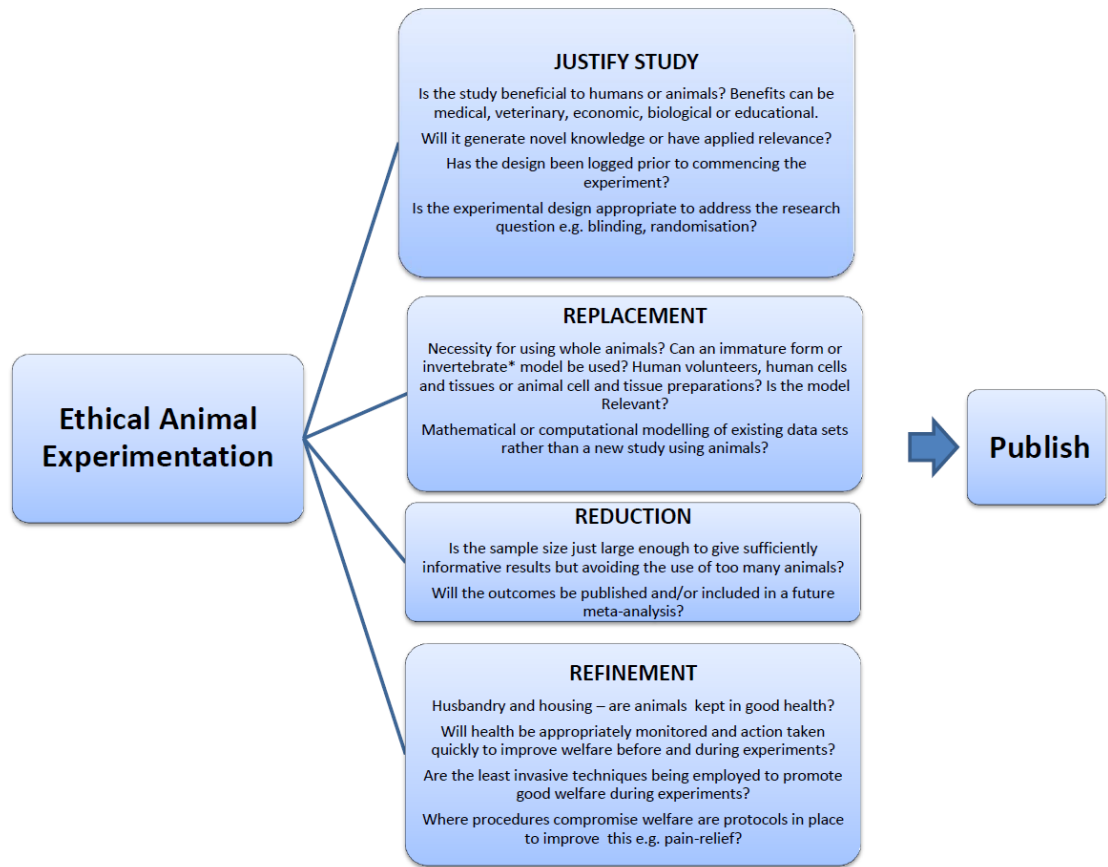 Ethical Animal
Experimentation
JUSTIFY STUDY
Is the study beneficial to humans or animals? Benefits can be
medical, veterinary, economic, biological or educational.
Will it generate novel knowledge or have applied relevance?
Has the design been logged prior to commencing the
experiment?
Is the experimental design appropriate to address the research
question e.g. blinding, randomisation?
REPLACEMENT
Necessity for using whole animals? Can an immature form or
invertebrate* model be used? Human volunteers, human cells
and tissues or animal cell and tissue preparations? Is the model
Relevant?
Mathematical or computational modelling of existing data sets
rather than a new study using animals?
REDUCTION
Is the sample size just large enough to give sufficiently
informative results but avoiding the use of too many animals?
Will the outcomes be published and/or included in a future
meta-analysis?
REFINEMENT
Husbandry and housing – are animals kept in good health?
Will health be appropriately monitored and action taken
quickly to improve welfare before and during experiments?
Are the least invasive techniques being employed to promote
good welfare during experiments?
Where procedures compromise welfare are protocols in place
to improve this e.g. pain-relief?
Publish